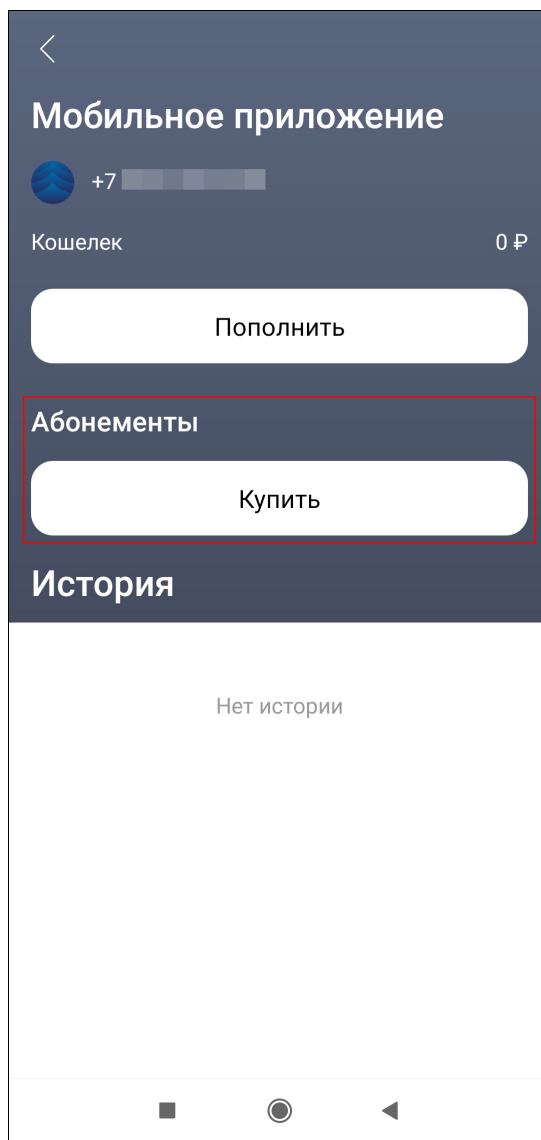 Мобильное приложение
+7
Кошелек 0 ₽
Пополнить
Абонементы
Купить
История
Нет истории